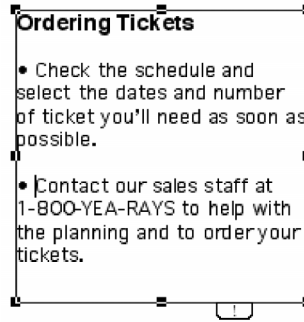 Ordering Tickets
• Check the schedule and
select the dates and number
of ticket you'll need as soon as
possible.
• Contact our sales staff at
1-800-YEA-RAYS to help with
the planning and to order your
tickets.
!